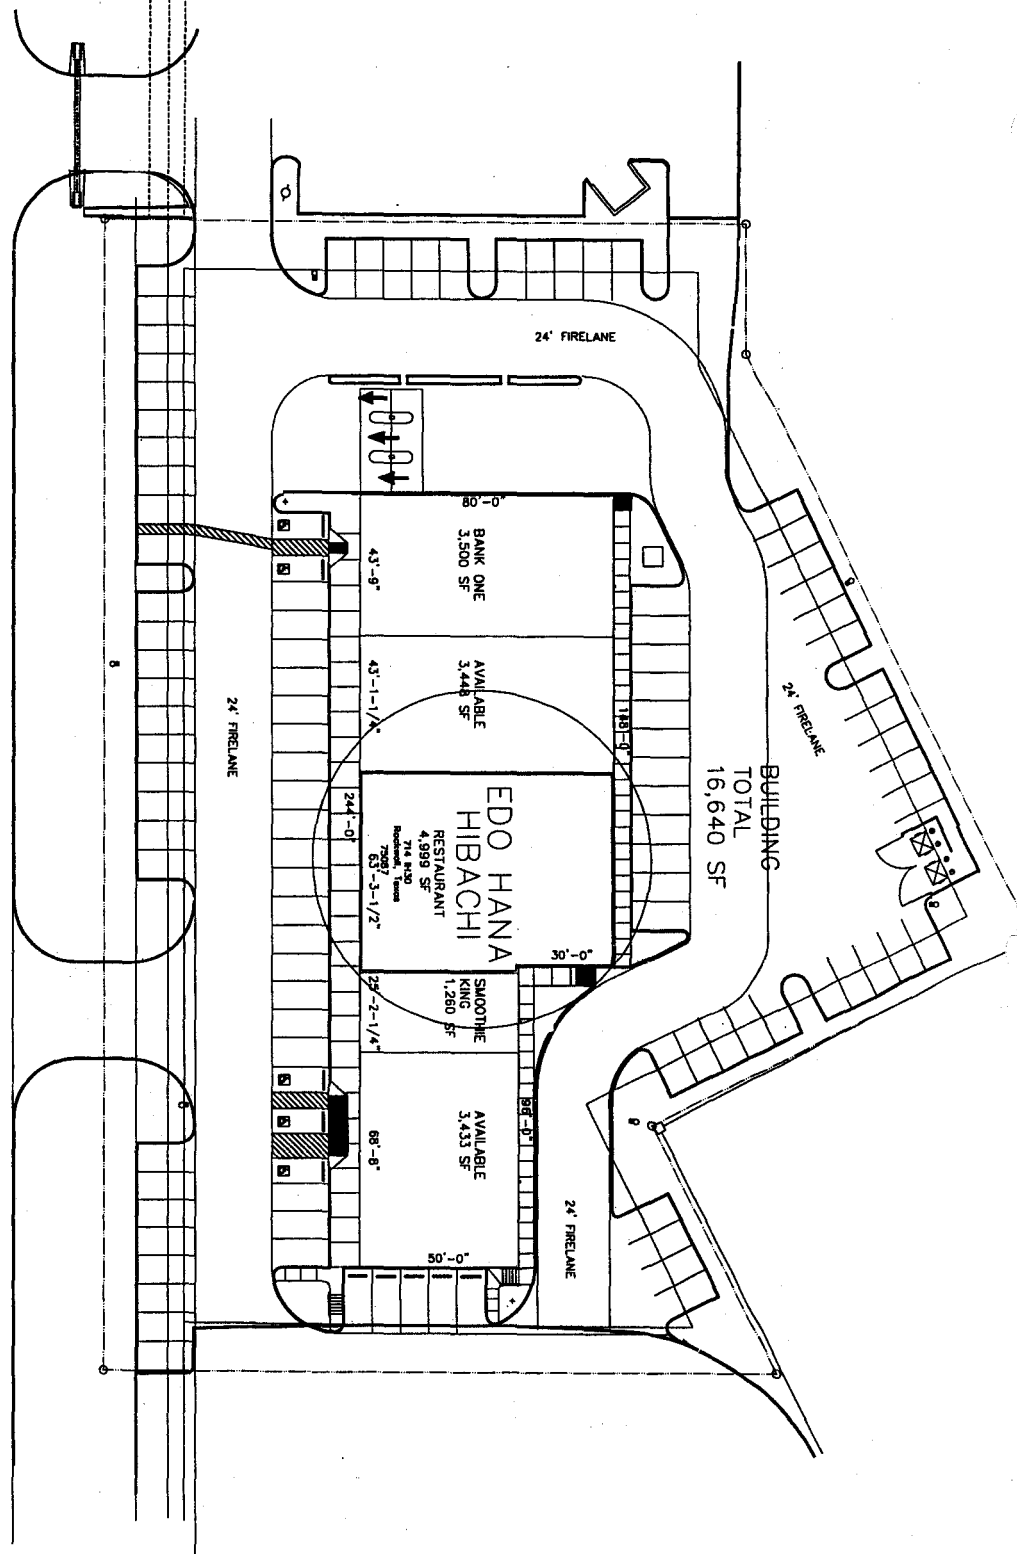 24' FIRELANE
80'-0"
BANK ONE
3,500 SF
43'-9"
AVAILABLE
3,448 SF
43'-1-1/4"
148'-0"
24' FIRELANE
24' FIRELANE
BUILDING
TOTAL
16,640 SF
244'-0"
EDO HANA
HIBACHI
RESTAURANT
4,999 SF
714 IH30
Rockwall, Texas
75087
63'-3-1/2"
30'-0"
SMOOTHIE
KING
1,260 SF
25'-2-1/4"
96'-0"
AVAILABLE
3,433 SF
68'-8"
24' FIRELANE
50'-0"